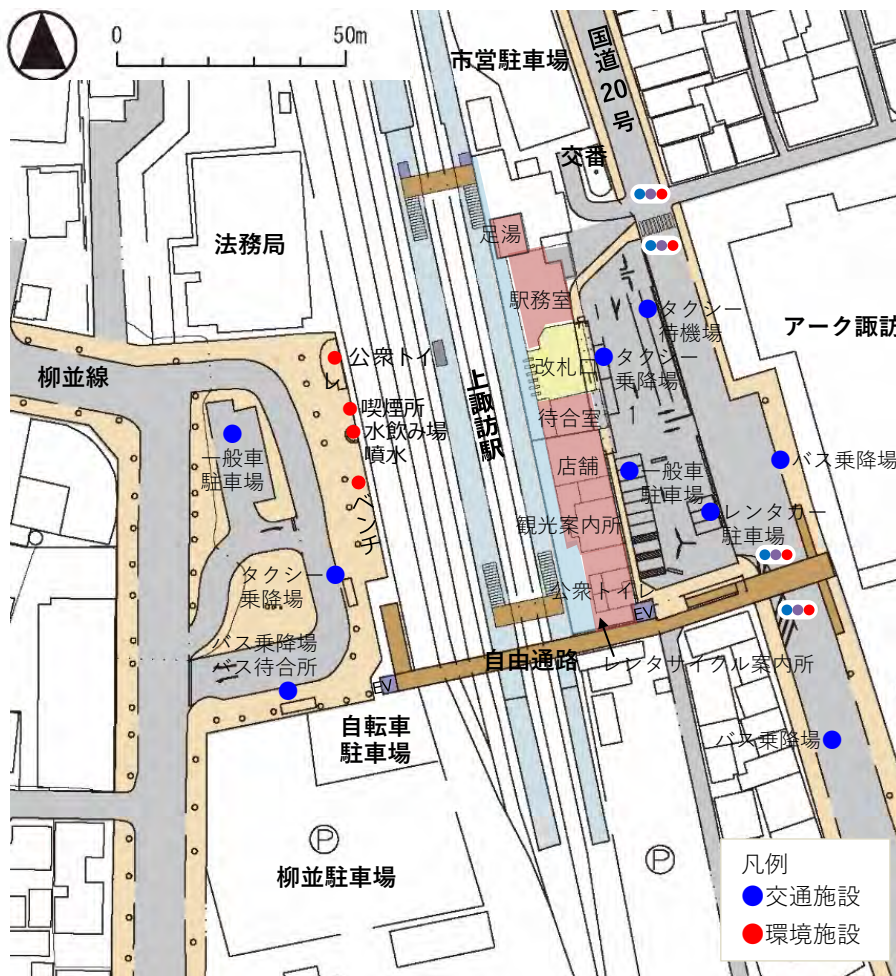 0
50m
市営駐車場
国道20号
交番
法務局
足湯
駅務室
タクシー
待機場
アーク諏訪
改札口
タクシー
乗降場
公衆トイ
レ
柳並線
上諏訪駅
喫煙所
水飲み場
噴水
待合室
一般車
駐車場
店舗
一般車
駐車場
バス乗降場
ベンチ
観光案内所
レンタカー
駐車場
タクシー
乗降場
公衆トイレ
EV
バス乗降場
バス待合所
自由通路
レンタサイクル案内所
EV
自転車
駐車場
バス乗降場
P
P
柳並駐車場
凡例
交通施設
環境施設